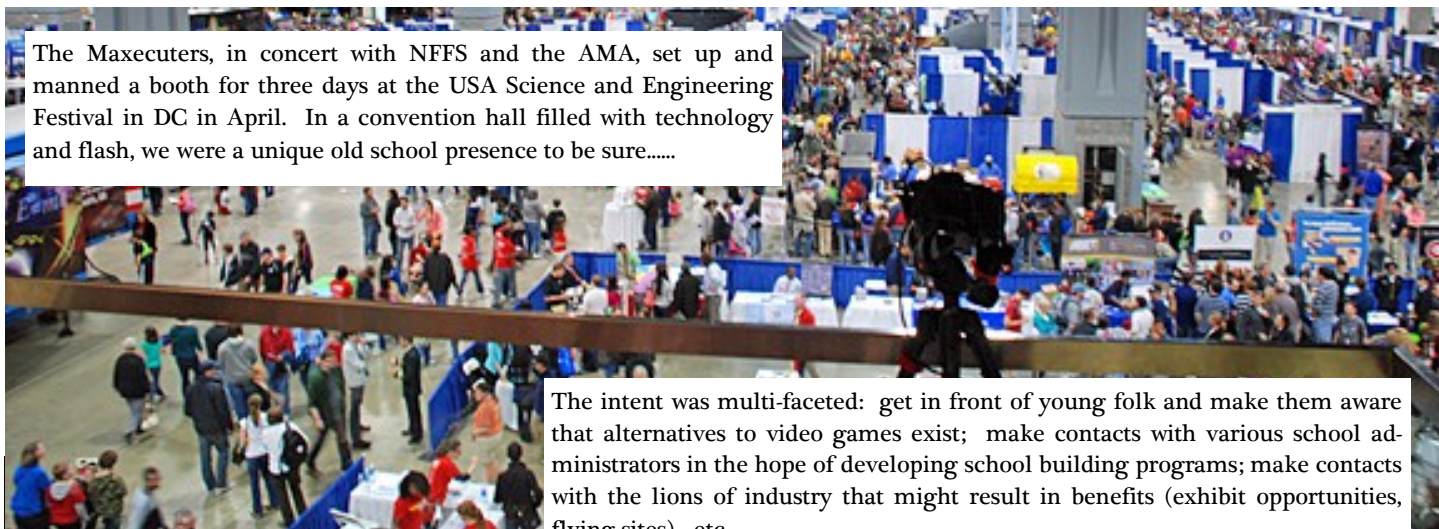 The Maxecuters, in concert with NFFS and the AMA, set up and
manned a booth for three days at the USA Science and Engineering
Festival in DC in April. In a convention hall filled with technology
and flash, we were a unique old school presence to be sure......
The intent was multi-faceted: get in front of young folk and make them aware
that alternatives to video games exist; make contacts with various school ad-
ministrators in the hope of developing school building programs; make contacts
with the lions of industry that might result in benefits (exhibit opportunities,
flying sites), etc